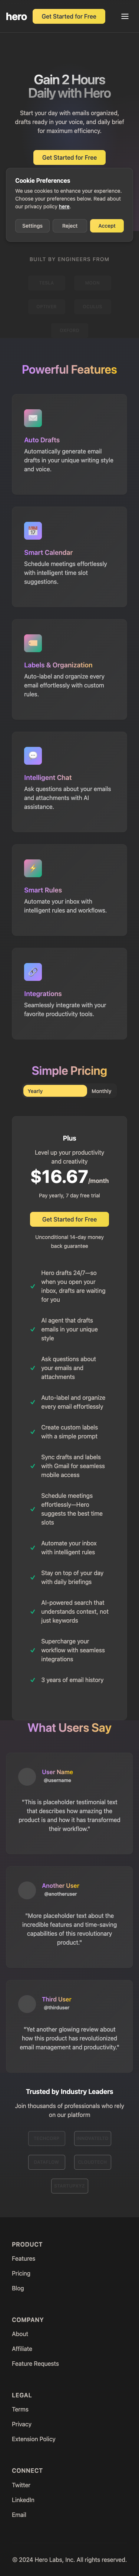 hero
Get Started for Free
Gain 2 Hours
Daily with Hero
Start your day with emails organized,
drafts ready in your voice, and daily brief
for maximum efficiency.
Get Started for Free
Cookie Preferences
We use cookies to enhance your experience.
Choose your preferences below. Read about
our privacy policy here.
Settings
Reject
Accept
BUILT BY ENGINEERS FROM
Powerful Features
Auto Drafts
Automatically generate email
drafts in your unique writing style
and voice.
Smart Calendar
Schedule meetings effortlessly
with intelligent time slot
suggestions.
Labels & Organization
Auto-label and organize every
email effortlessly with custom
rules.
Intelligent Chat
Ask questions about your emails
and attachments with AI
assistance.
Smart Rules
Automate your inbox with
intelligent rules and workflows.
Integrations
Seamlessly integrate with your
favorite productivity tools.
Simple Pricing
Yearly
Monthly
Plus
Level up your productivity
and creativity
$16.67/month
Pay yearly, 7 day free trial
Get Started for Free
Unconditional 14-day money
back guarantee
Hero drafts 24/7—so
when you open your
inbox, drafts are waiting
for you
AI agent that drafts
emails in your unique
style
Ask questions about
your emails and
attachments
Auto-label and organize
every email effortlessly
Create custom labels
with a simple prompt
Sync drafts and labels
with Gmail for seamless
mobile access
Schedule meetings
effortlessly—Hero
suggests the best time
slots
Automate your inbox
with intelligent rules
Stay on top of your day
with daily briefings
AI-powered search that
understands context, not
just keywords
Supercharge your
workflow with seamless
integrations
3 years of email history
What Users Say
User Name
@username
"This is placeholder testimonial text
that describes how amazing the
product is and how it has transformed
their workflow."
Another User
@anotheruser
"More placeholder text about the
incredible features and time-saving
capabilities of this revolutionary
product."
Third User
@thirduser
"Yet another glowing review about
how this product has revolutionized
email management and productivity."
Trusted by Industry Leaders
Join thousands of professionals who rely
on our platform
PRODUCT
Features
Pricing
Blog
COMPANY
About
Affiliate
Feature Requests
LEGAL
Terms
Privacy
Extension Policy
CONNECT
Twitter
LinkedIn
Email
© 2024 Hero Labs, Inc. All rights reserved.